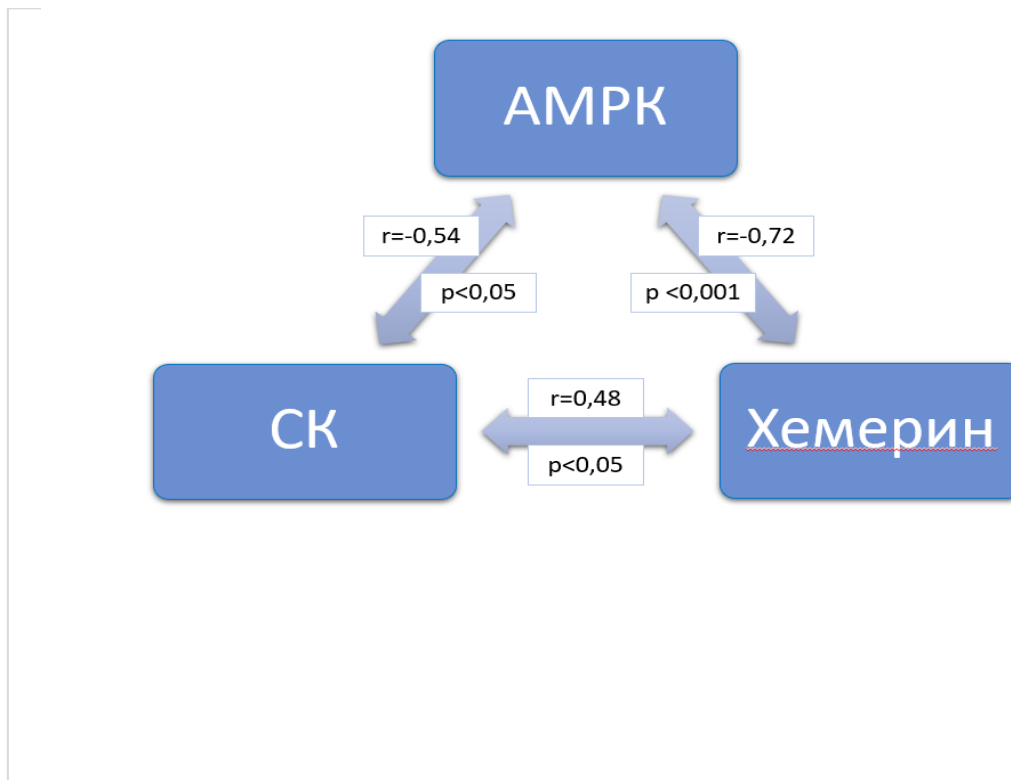 АМРК
r=-0,54
r=-0,72
p<0,05
p <0,001
СК
r=0,48
p<0,05
Хемерин